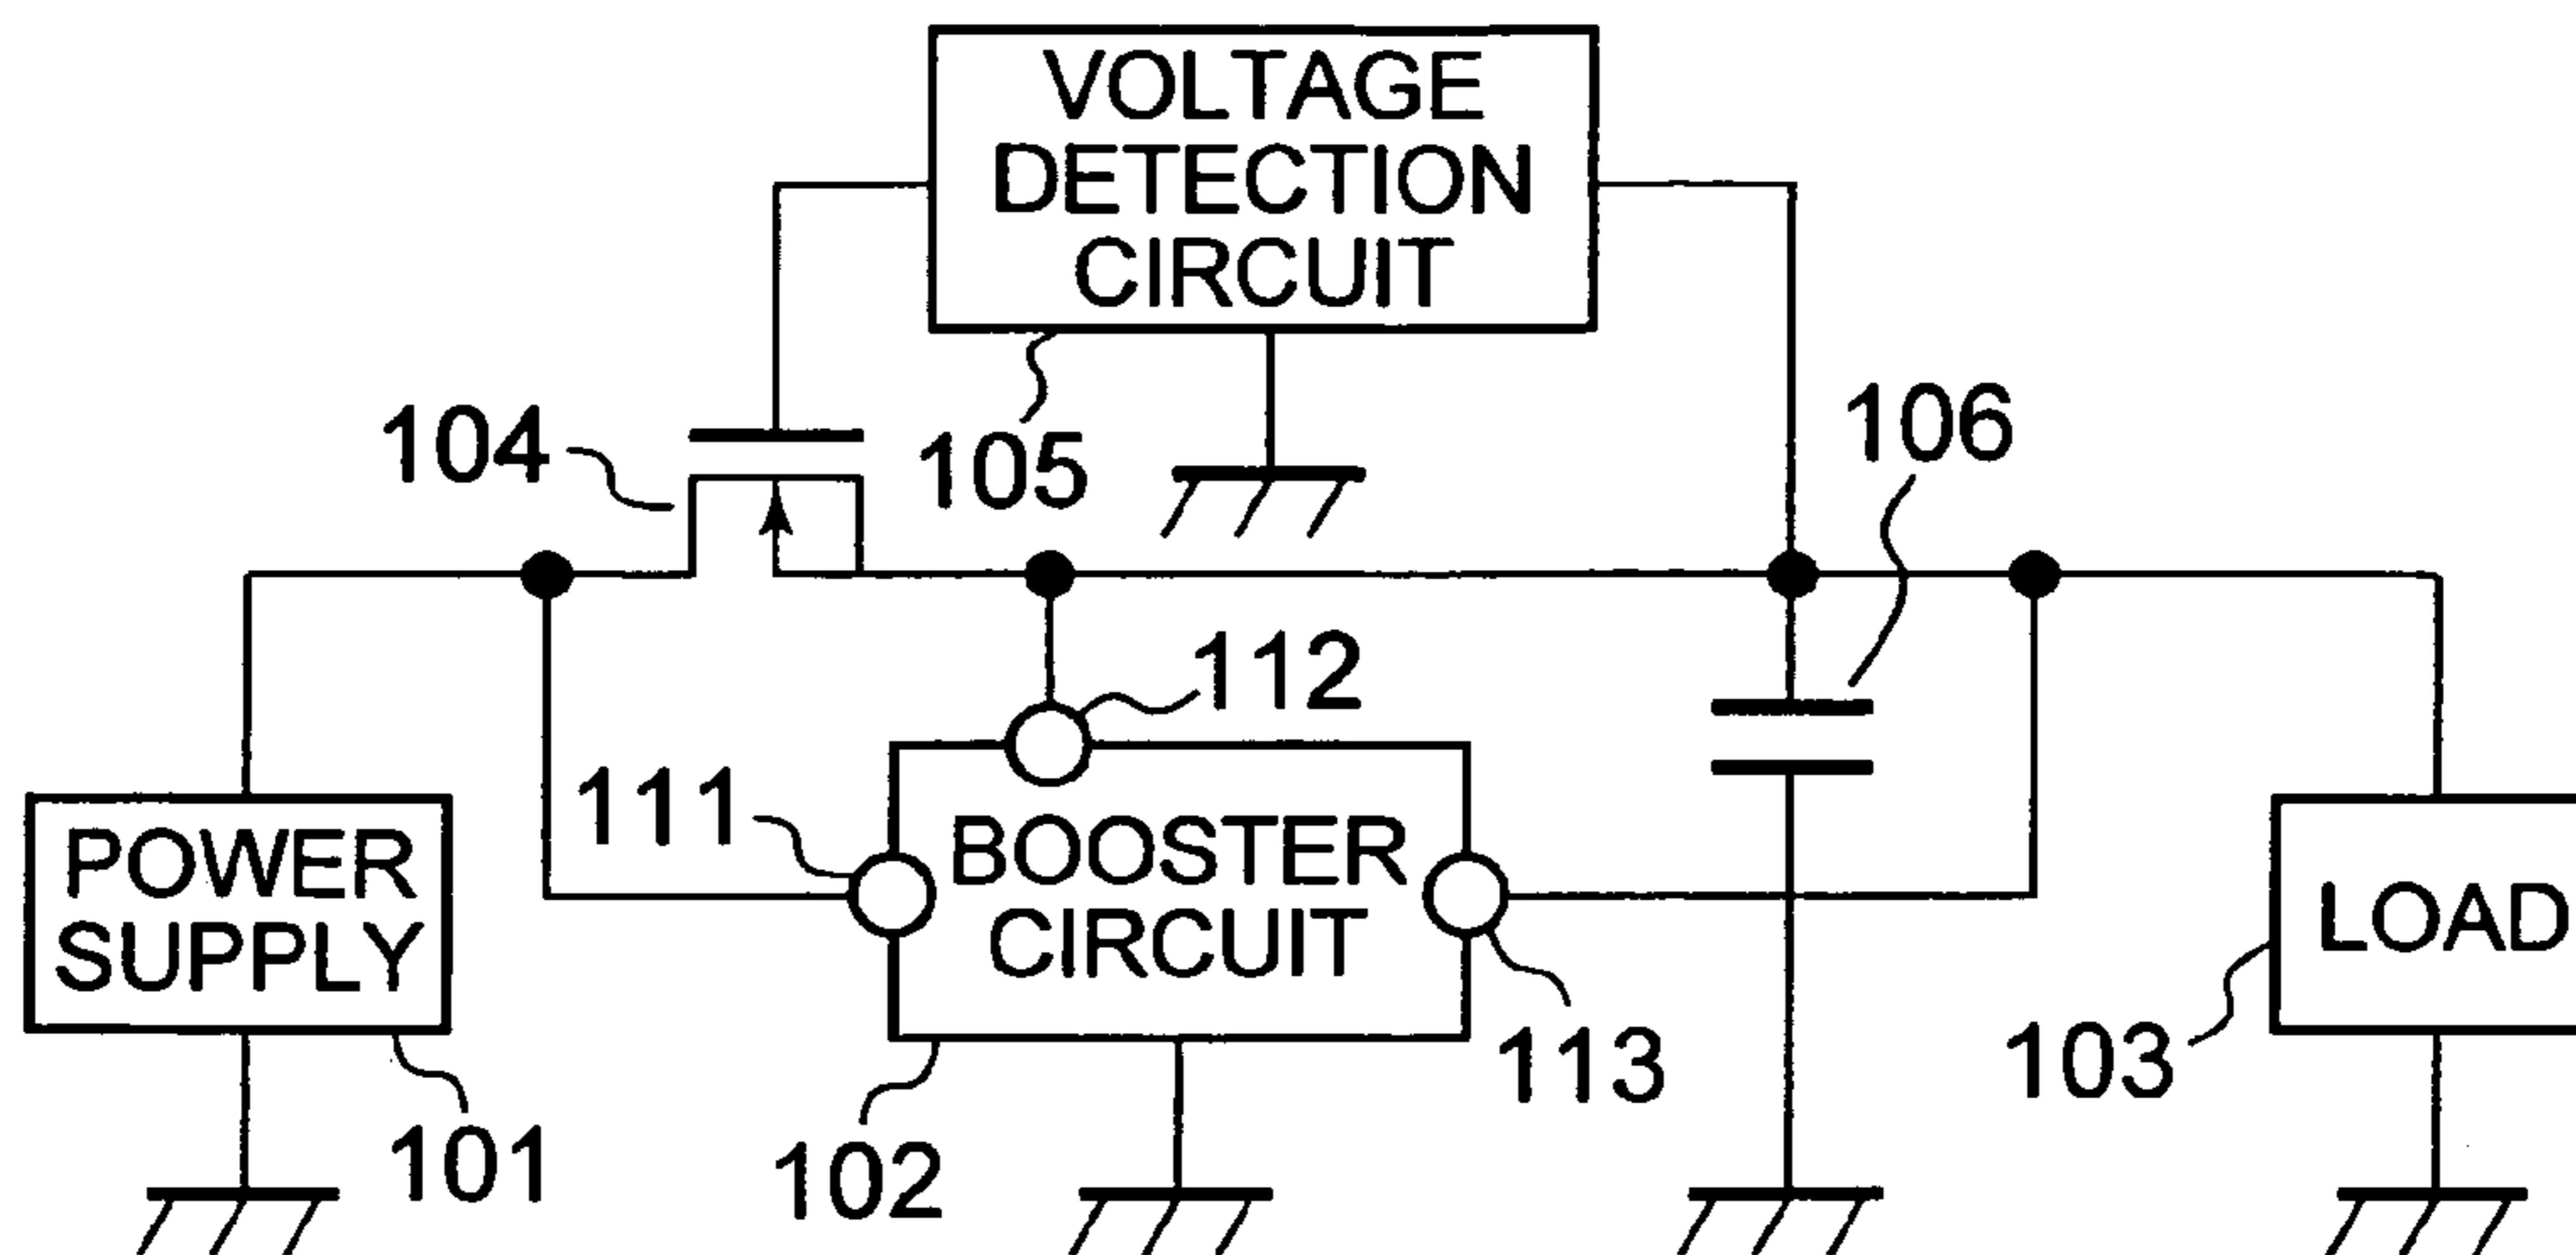 VOLTAGE
DETECTION
CIRCUIT
104
105
106
112
111
BOOSTER
CIRCUIT
POWER
SUPPLY
LOAD
113
103
101
102